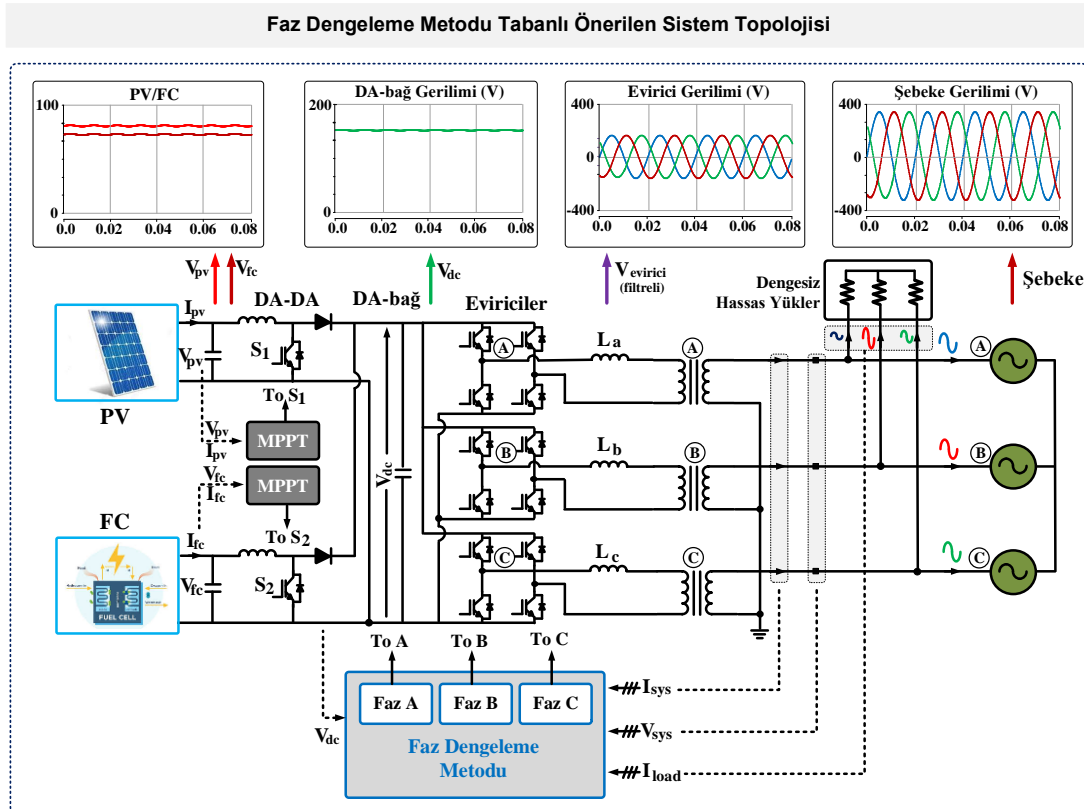 Faz Dengeleme Metodu Tabanlı Önerilen Sistem Topolojisi
PV/FC
100
0
0.0 0.02 0.04 0.06 0.08
DA-bağ Gerilimi (V)
200
0
0.0 0.02 0.04 0.06 0.08
Evirici Gerilimi (V)
400
0
-400
0.0 0.02 0.04 0.06 0.08
Şebeke Gerilimi (V)
400
0
-400
0.0 0.02 0.04 0.06 0.08
Vpv
Vfc
Vdc
Vevirici
(filtreli)
Dengesiz
Hassas Yükler
Şebeke
Ipv
DA-DA
DA-bağ
Eviriciler
Vpv
S1
PV
To S1
Vpv
Ipv
MPPT
Vfc
Ifc
MPPT
To S2
FC
Ifc
Vfc
S2
FUEL CELL
Vdc
A
La
A
A
B
Lb
B
B
C
Lc
C
C
To A
To B
To C
Faz A
Faz B
Faz C
Faz Dengeleme
Metodu
Vdc
Isys
Vsys
Iload